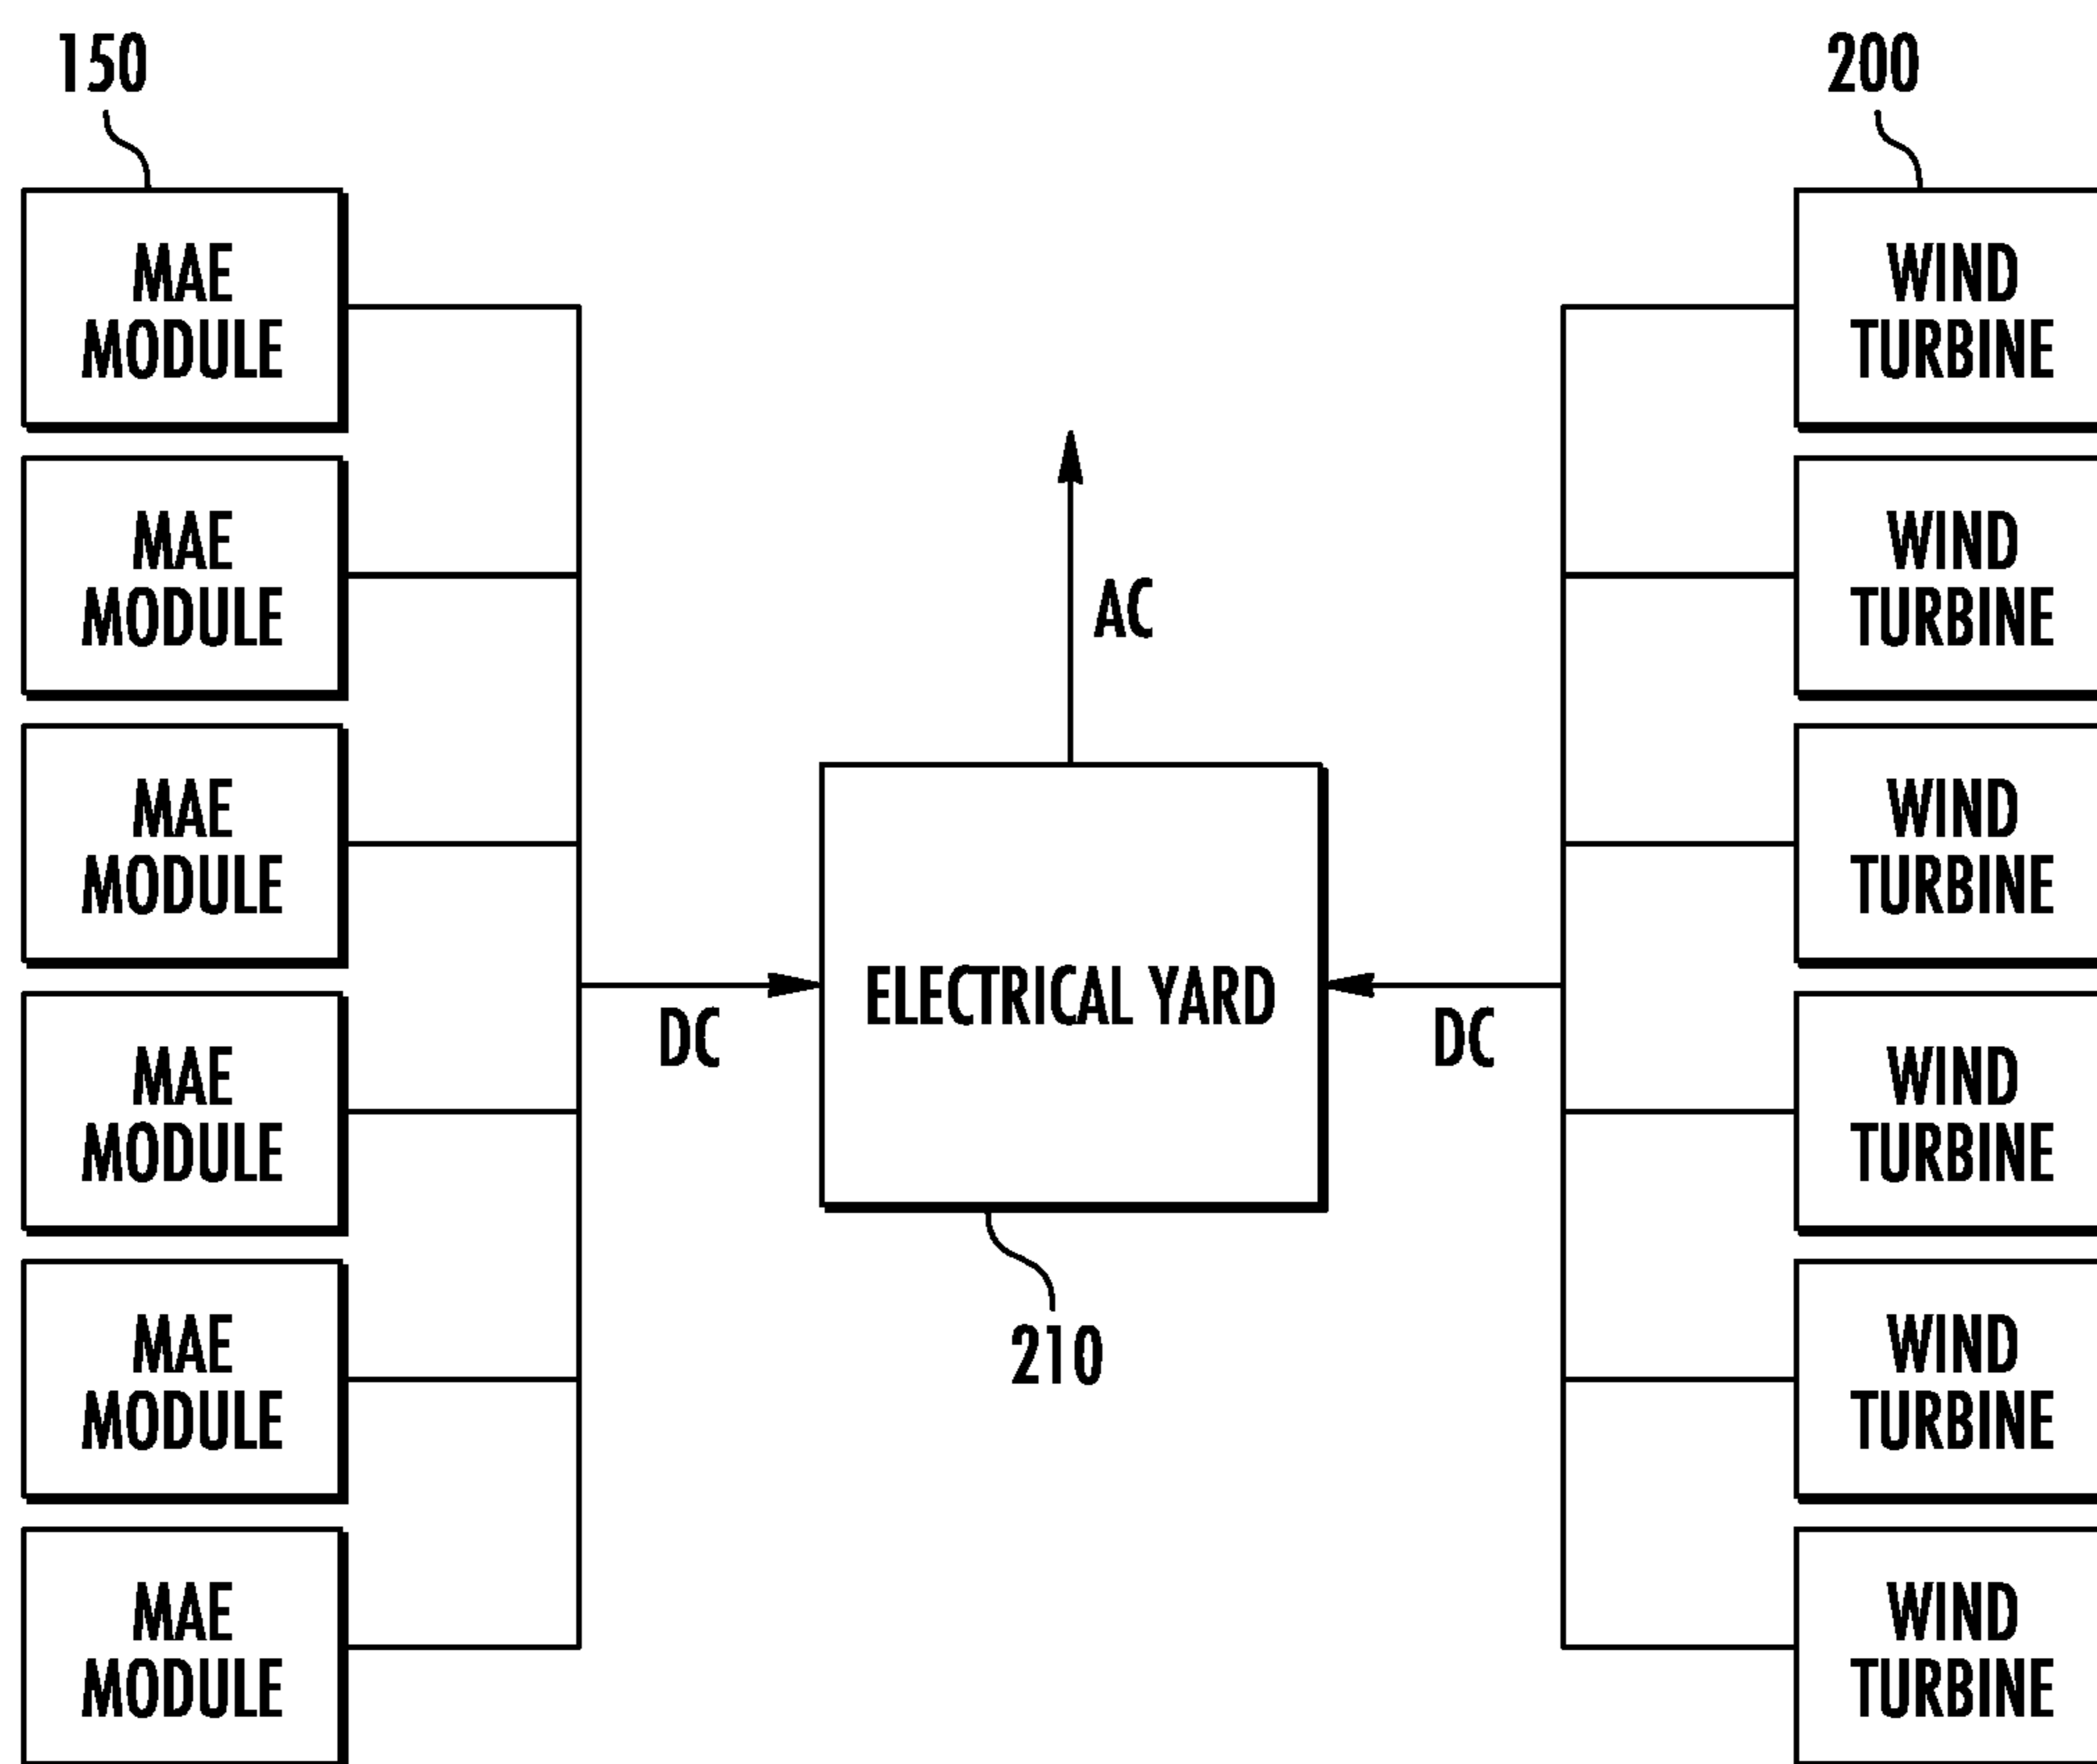 150
200
MAE
MODULE
WIND
TURBINE
MAE
MODULE
WIND
TURBINE
AC
MAE
MODULE
WIND
TURBINE
ELECTRICAL YARD
DC
DC
MAE
MODULE
WIND
TURBINE
210
MAE
MODULE
WIND
TURBINE
MAE
MODULE
WIND
TURBINE